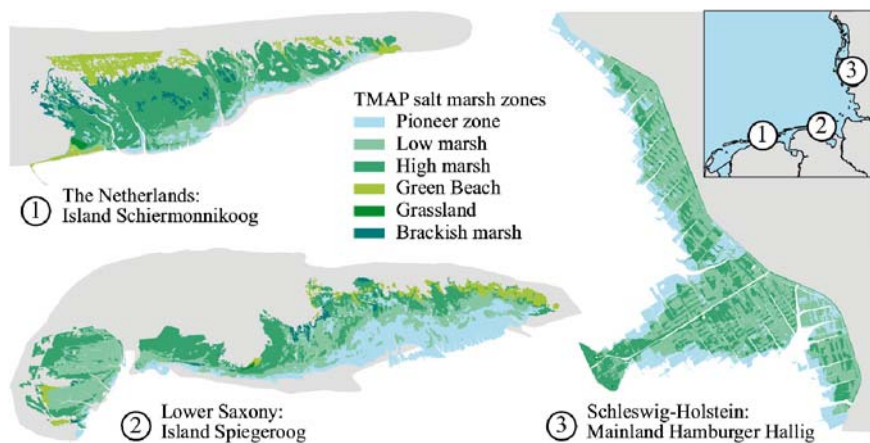 TMAP salt marsh zones
Pioneer zone
Low marsh
High marsh
Green Beach
Grassland
Brackish marsh
1
The Netherlands:
Island Schiermonnikoog
2
Lower Saxony:
Island Spiegeroog
3
Schleswig-Holstein:
Mainland Hamburger Hallig
1
2
3